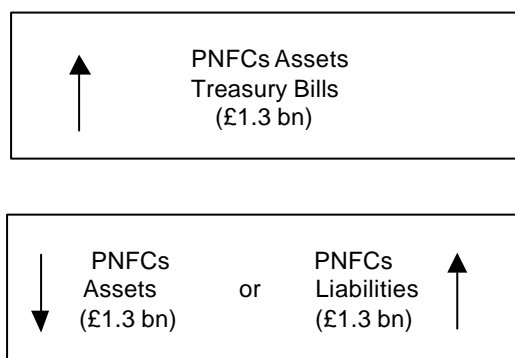 PNFCs Assets
Treasury Bills
(£1.3 bn)
PNFCs PNFCs
Assets or Liabilities
(£1.3 bn) (£1.3 bn)